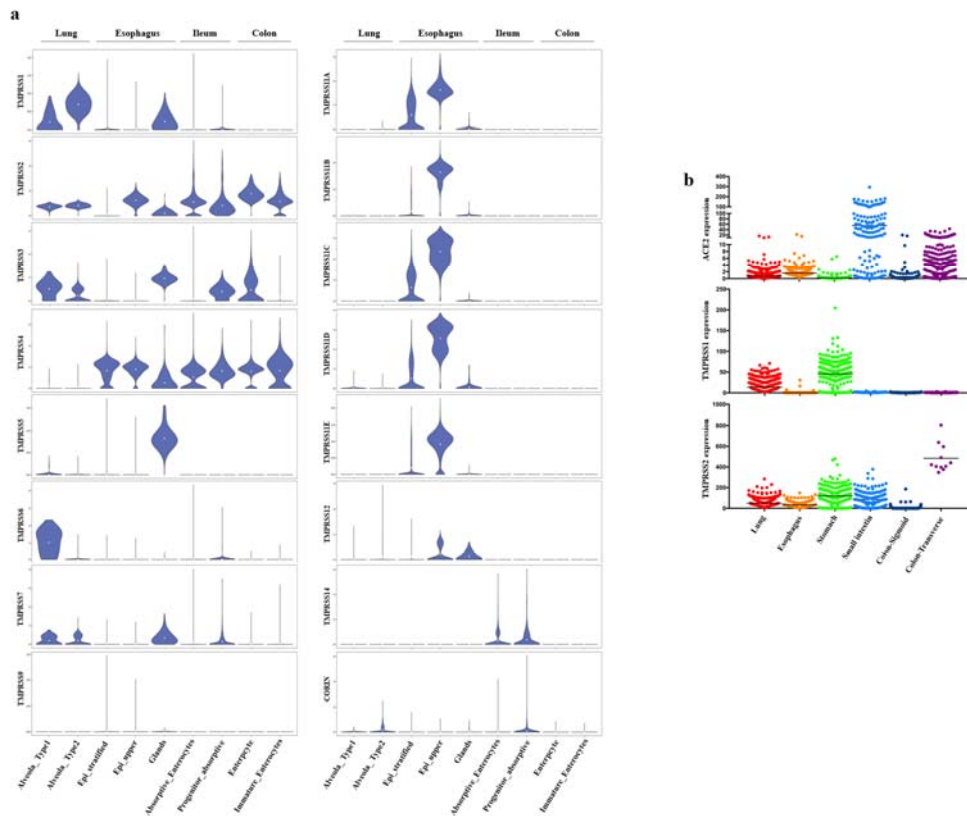 a
Lung Esophagus Ileum Colon
TMPRSS1
TMPRSS2
TMPRSS3
TMPRSS4
TMPRSS5
TMPRSS6
TMPRSS7
TMPRSS9
Alveola_Type1
Alveola_Type2
Epi_stratified
Epi_upper
Glands
Absorptive_Enterocytes
Progenitor_absorptive
Enterpcyte
Immature_Enterocytes
Lung Esophagus Ileum Colon
TMPRSS11A
TMPRSS11B
TMPRSS11C
TMPRSS11D
TMPRSS11E
TMPRSS12
TMPRSS14
CORIN
Alveola_Type1
Alveola_Type2
Epi_stratified
Epi_upper
Glands
Absorptive_Enterocytes
Progenitor_absorptive
Enterpcyte
Immature_Enterocytes
b
ACE2 expression
400
300
200
100
100
80
60
40
20
10
8
6
4
2
0
TMPRSS1 expression
250
200
150
100
50
0
TMPRSS2 expression
1000
800
600
400
200
0
Lung
Esophagus
Stomach
Small intestin
Colon-Sigmoid
Colon-Transverse